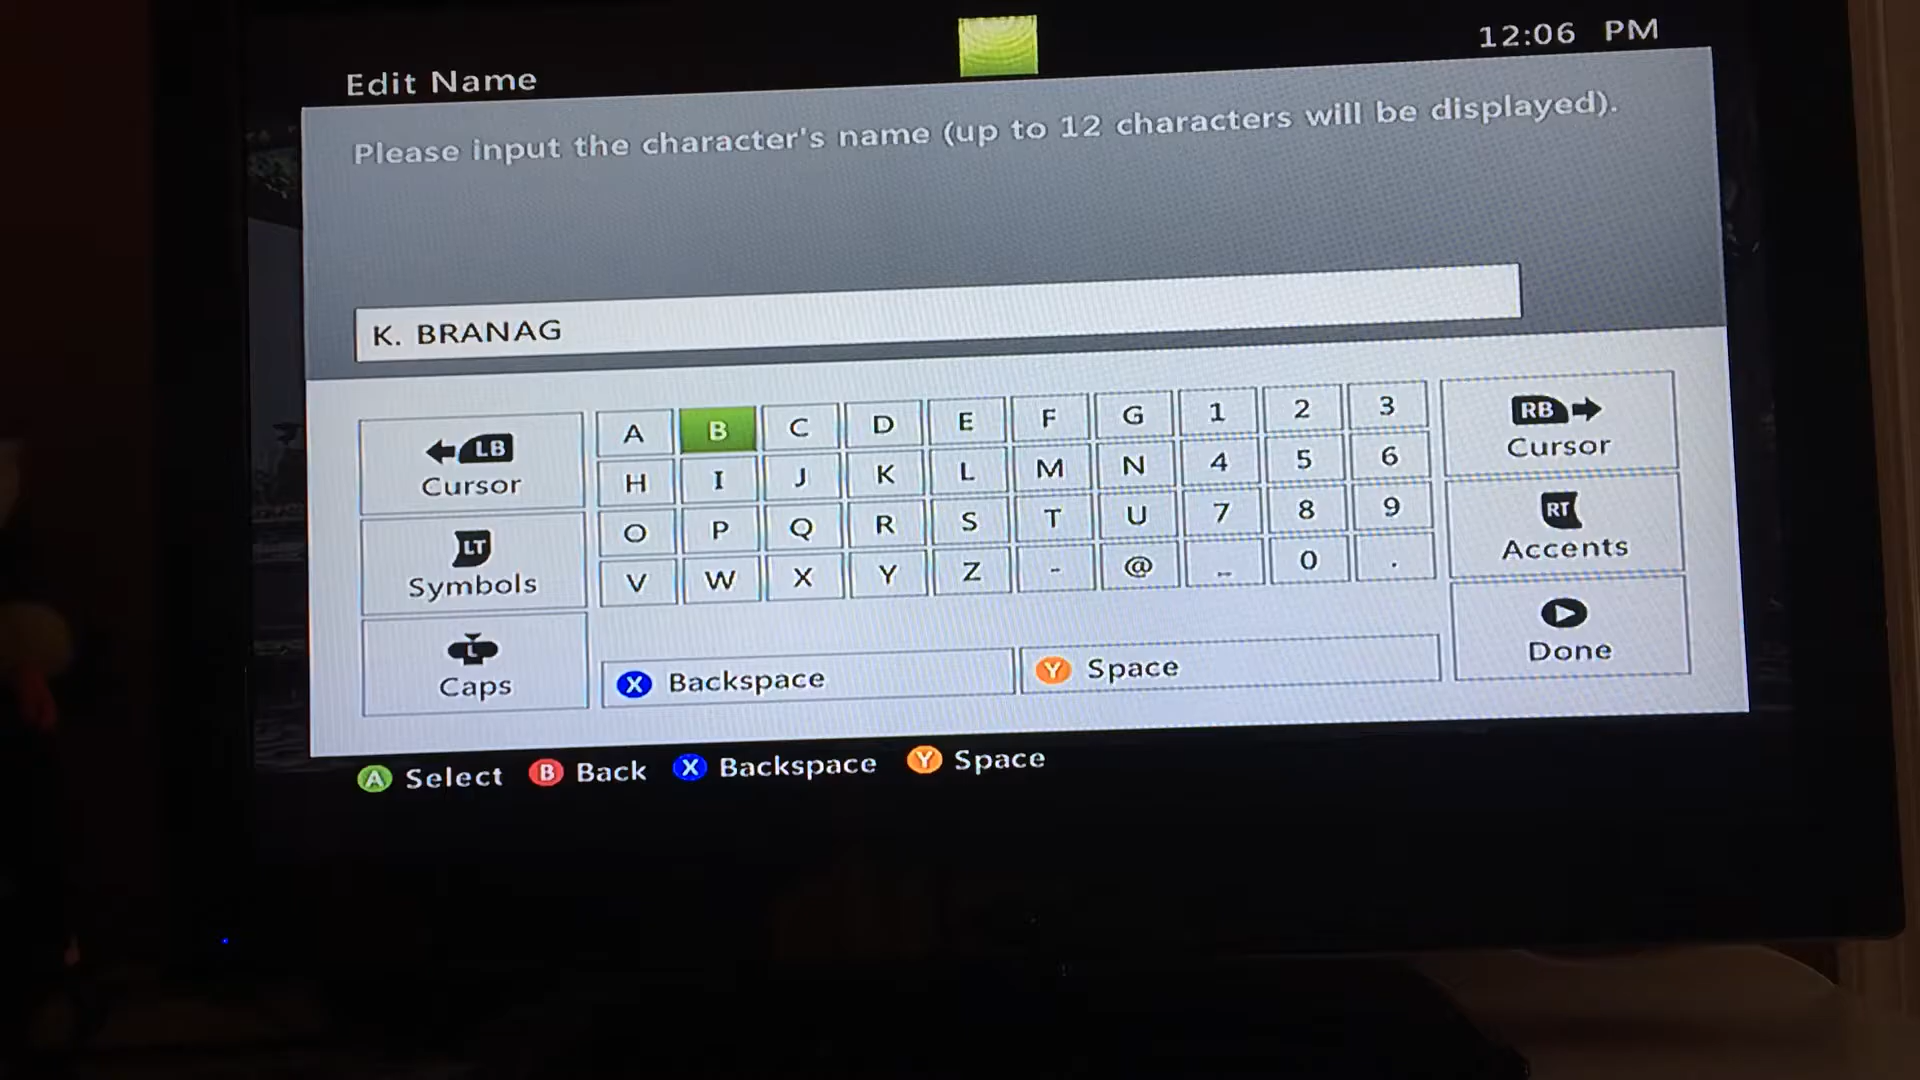 12:06 PM
Edit Name
Please input the character's name (up to 12 characters will be displayed).
K. BRANAG
LB
Cursor
LT
Symbols
L
Caps
A B C D E F G 1 2 3
H I J K L M N 4 5 6
O P Q R S T U 7 8 9
V W X Y Z - @ _ 0 .
X Backspace
Y Space
RB
Cursor
RT
Accents
Done
A Select B Back X Backspace Y Space